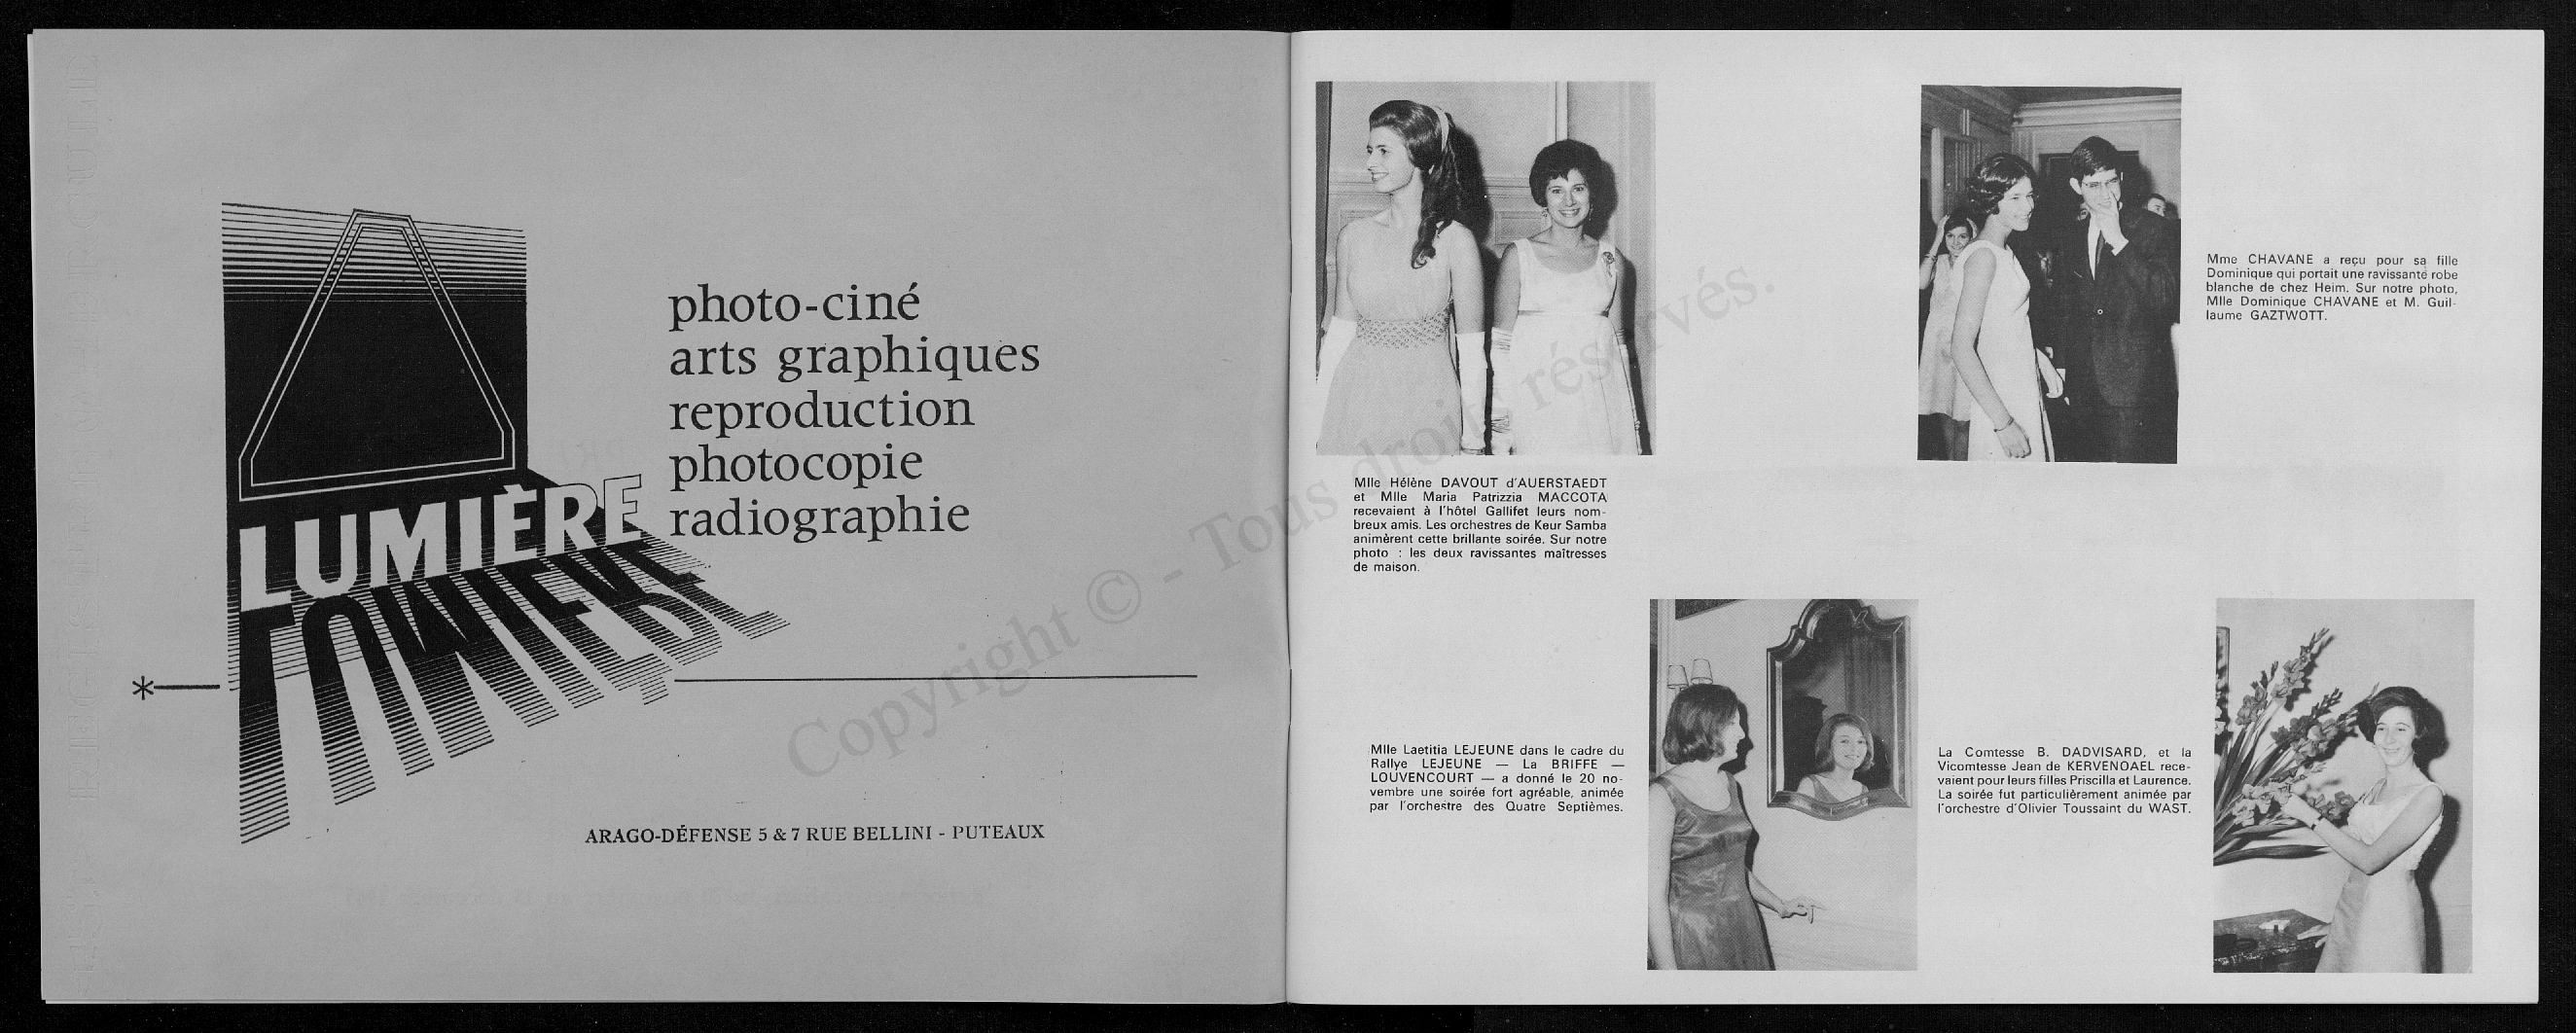 LUMIÈRE
photo-ciné
arts graphiques
reproduction
photocopie
radiographie
ARAGO-DÉFENSE 5 & 7 RUE BELLINI - PUTEAUX
Mlle Hélène DAVOUT d'AUERSTAEDT
et Mlle Maria Patrizzia MACCOTA
recevaient à l'hôtel Gallifet leurs nom-
breux amis. Les orchestres de Keur Samba
animèrent cette brillante soirée. Sur notre
photo : les deux ravissantes maîtresses
de maison.
Mme CHAVANE a reçu pour sa fille
Dominique qui portait une ravissante robe
blanche de chez Heim. Sur notre photo,
Mlle Dominique CHAVANE et M. Guil-
laume GAZTWOTT.
Mlle Laetitia LEJEUNE dans le cadre du
Rallye LEJEUNE — La BRIFFE —
LOUVENCOURT — a donné le 20 no-
vembre une soirée fort agréable, animée
par l'orchestre des Quatre Septièmes.
La Comtesse B. DADVISARD, et la
Vicomtesse Jean de KERVENOAEL rece-
vaient pour leurs filles Priscilla et Laurence.
La soirée fut particulièrement animée par
l'orchestre d'Olivier Toussaint du WAST.
Copyright © - Tous droits réservés.